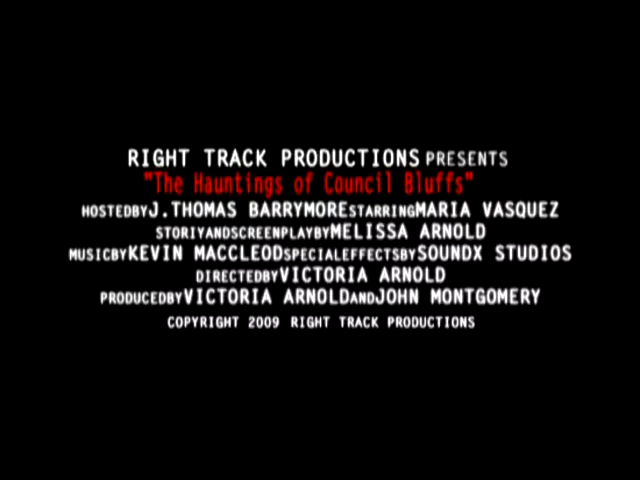 RIGHT TRACK PRODUCTIONS PRESENTS
"The Hauntings of Council Bluffs"
HOSTEDBYJ.THOMAS BARRYMORESTARRINGMARIA VASQUEZ
STORIYANDSCREENPLAYBYMELISSA ARNOLD
MUSICBYKEVIN MACCLEODSPECIALEFFECTSBYSOUNDX STUDIOS
DIRECTEDBYVICTORIA ARNOLD
PRODUCEDBYVICTORIA ARNOLDANDJOHN MONTGOMERY
COPYRIGHT 2009 RIGHT TRACK PRODUCTIONS